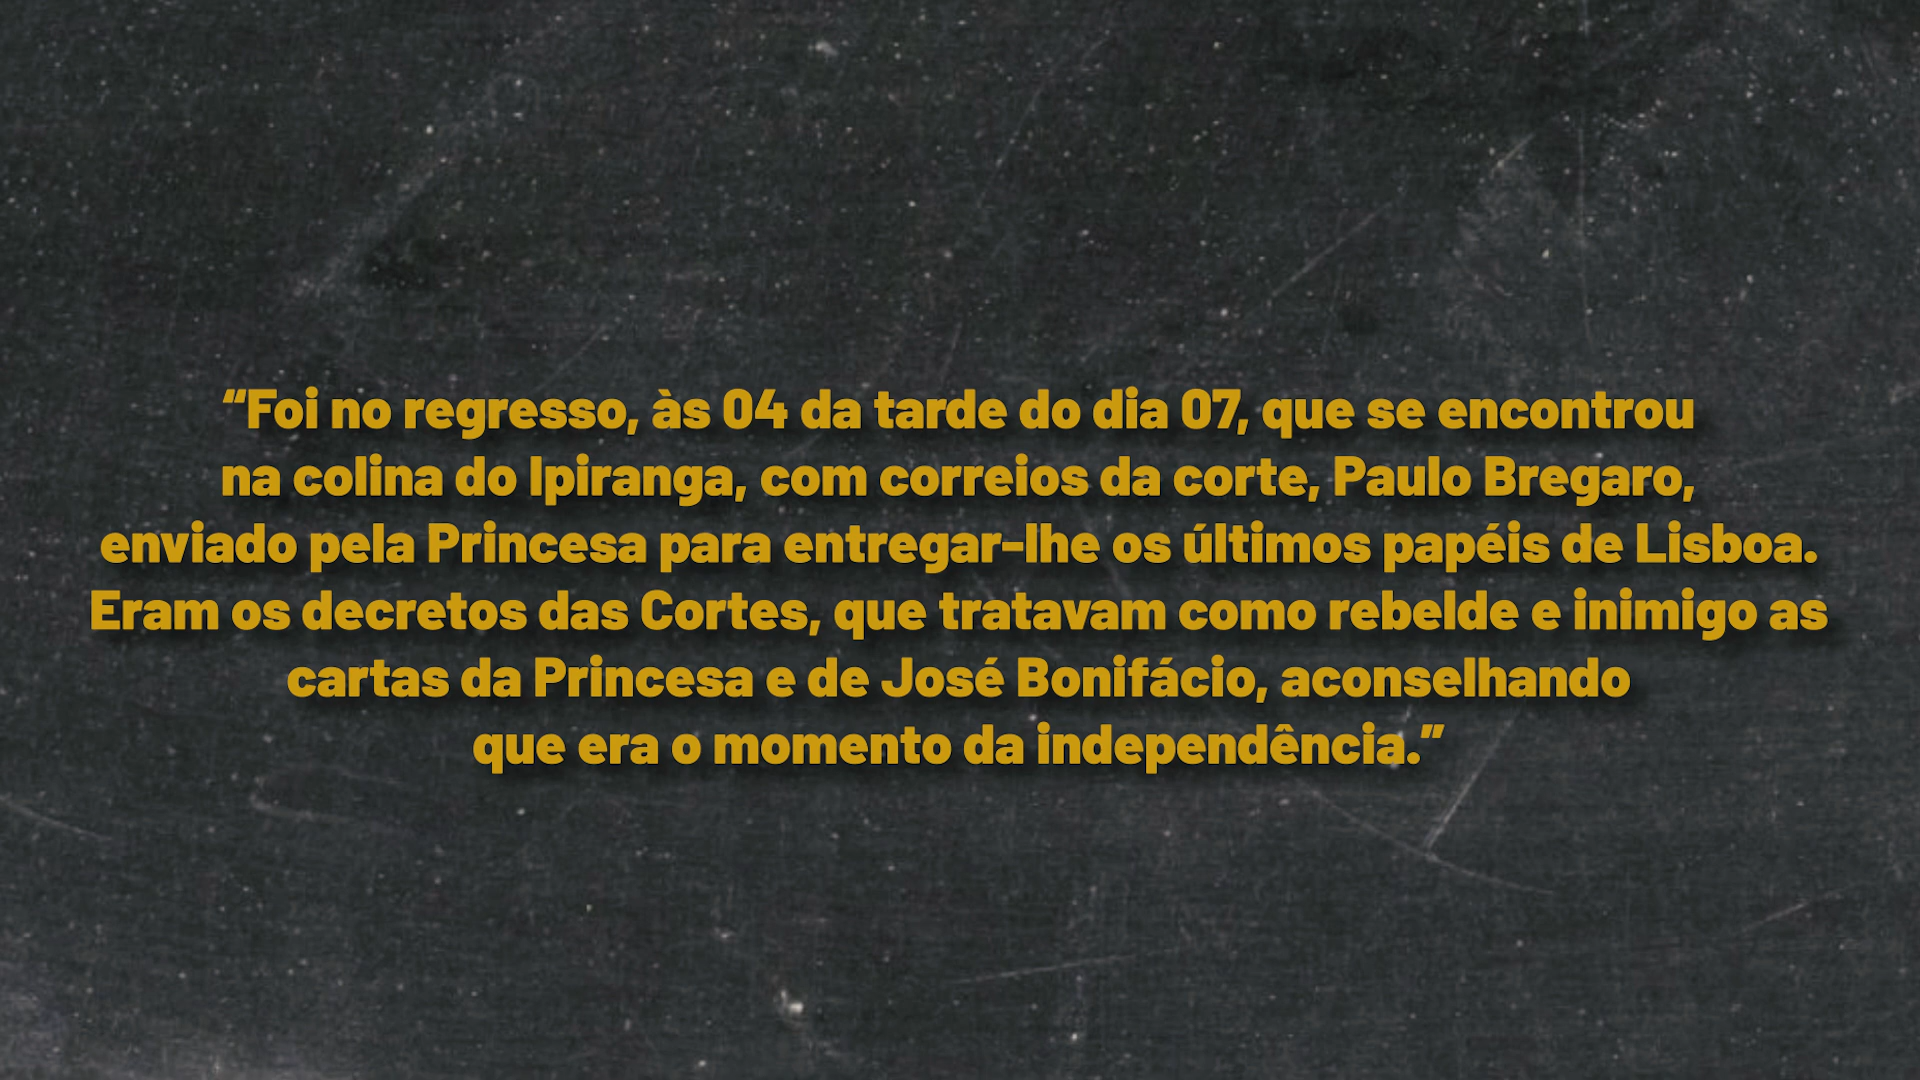 “Foi no regresso, às 04 da tarde do dia 07, que se encontrou
na colina do Ipiranga, com correios da corte, Paulo Bregaro,
enviado pela Princesa para entregar-lhe os últimos papéis de Lisboa.
Eram os decretos das Cortes, que tratavam como rebelde e inimigo as
cartas da Princesa e de José Bonifácio, aconselhando
que era o momento da independência.”